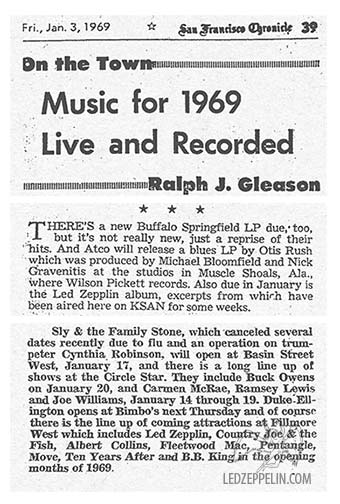 Fri., Jan. 3, 1969 ☆ San Francisco Chronicle 39
On the Town
Music for 1969
Live and Recorded
Ralph J. Gleason
★ ★ ★
THERE'S a new Buffalo Springfield LP due, too,
but it's not really new, just a reprise of their
hits. And Atco will release a blues LP by Otis Rush
which was produced by Michael Bloomfield and Nick
Gravenitis at the studios in Muscle Shoals, Ala.,
where Wilson Pickett records. Also due in January is
the Led Zepplin album, excerpts from which have
been aired here on KSAN for some weeks.
Sly & the Family Stone, which canceled several
dates recently due to flu and an operation on trum-
peter Cynthia Robinson, will open at Basin Street
West, January 17, and there is a long line up of
shows at the Circle Star. They include Buck Owens
on January 20, and Carmen McRae, Ramsey Lewis
and Joe Williams, January 14 through 19. Duke Ell-
ington opens at Bimbo's next Thursday and of course
there is the line up of coming attractions at Fillmore
West which includes Led Zepplin, Country Joe & the
Fish, Albert Collins, Fleetwood Mac, Pentangle,
Move, Ten Years After and B.B. King in the opening
months of 1969.
LEDZEPPELIN.COM